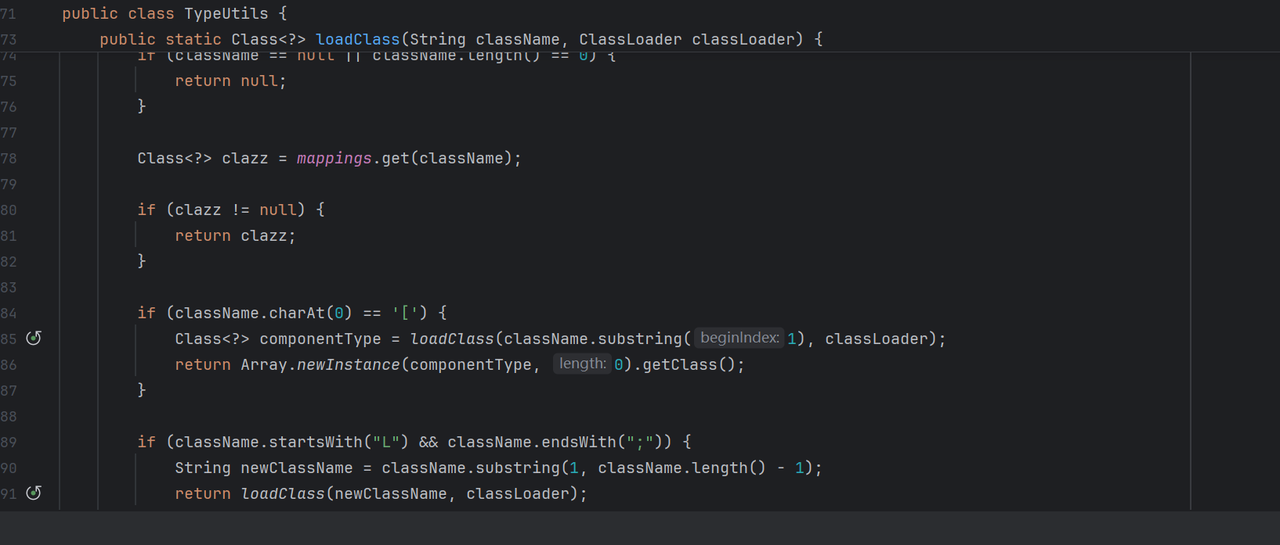 71 public class TypeUtils {
73 public static Class<?> loadClass(String className, ClassLoader classLoader) {
74 if (className == null || className.length() == 0) {
75 return null;
76 }
77
78 Class<?> clazz = mappings.get(className);
79
80 if (clazz != null) {
81 return clazz;
82 }
83
84 if (className.charAt(0) == '[') {
85 Class<?> componentType = loadClass(className.substring( beginIndex: 1), classLoader);
86 return Array.newInstance(componentType, length: 0).getClass();
87 }
88
89 if (className.startsWith("L") && className.endsWith(";")) {
90 String newClassName = className.substring(1, className.length() - 1);
91 return loadClass(newClassName, classLoader);